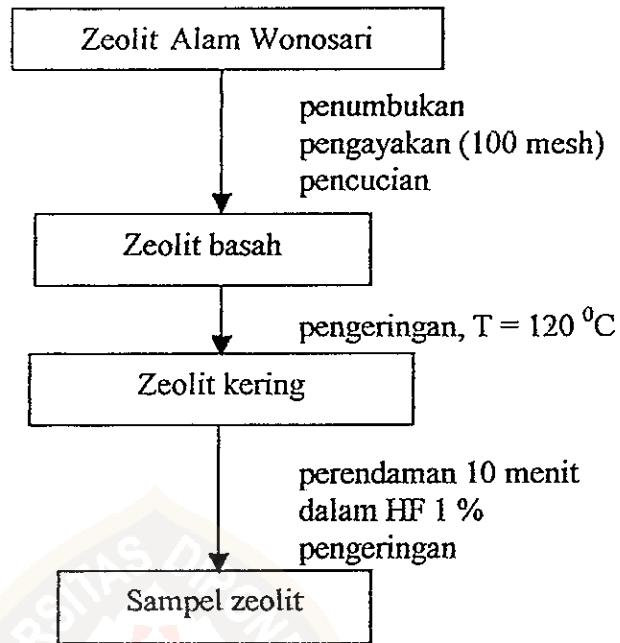 Zeolit Alam Wonosari
penumbukan
pengayakan (100 mesh)
pencucian
Zeolit basah
pengeringan, T = 120 ⁰C
Zeolit kering
perendaman 10 menit
dalam HF 1 %
pengeringan
Sampel zeolit